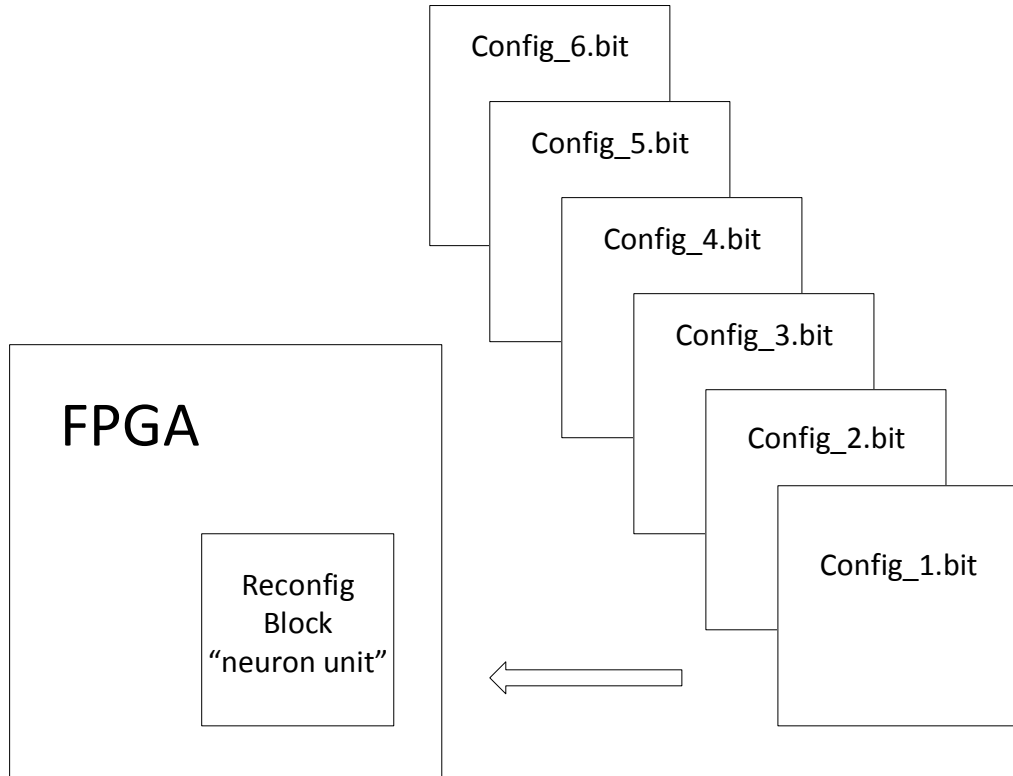 Config_6.bit
Config_5.bit
Config_4.bit
Config_3.bit
Config_2.bit
Config_1.bit
FPGA
Reconfig
Block
“neuron unit”